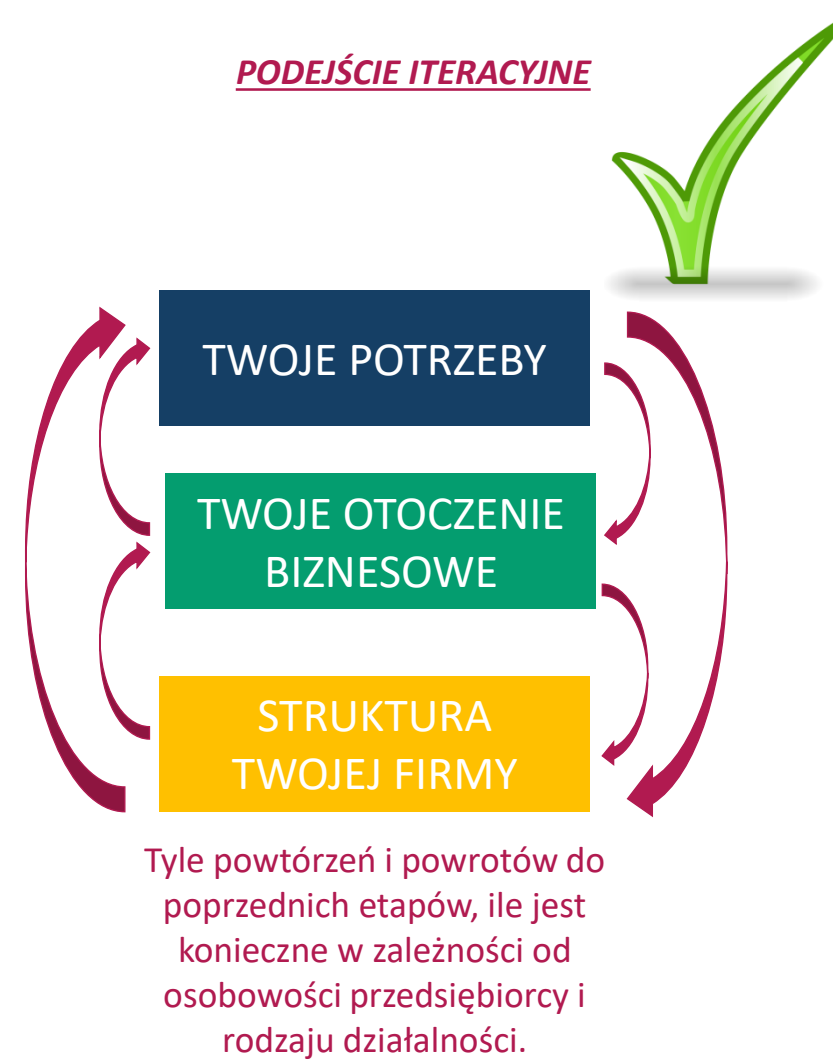 PODEJŚCIE ITERACYJNE
TWOJE POTRZEBY
TWOJE OTOCZENIE
BIZNESOWE
STRUKTURA
TWOJEJ FIRMY
Tyle powtórzeń i powrotów do
poprzednich etapów, ile jest
konieczne w zależności od
osobowości przedsiębiorcy i
rodzaju działalności.